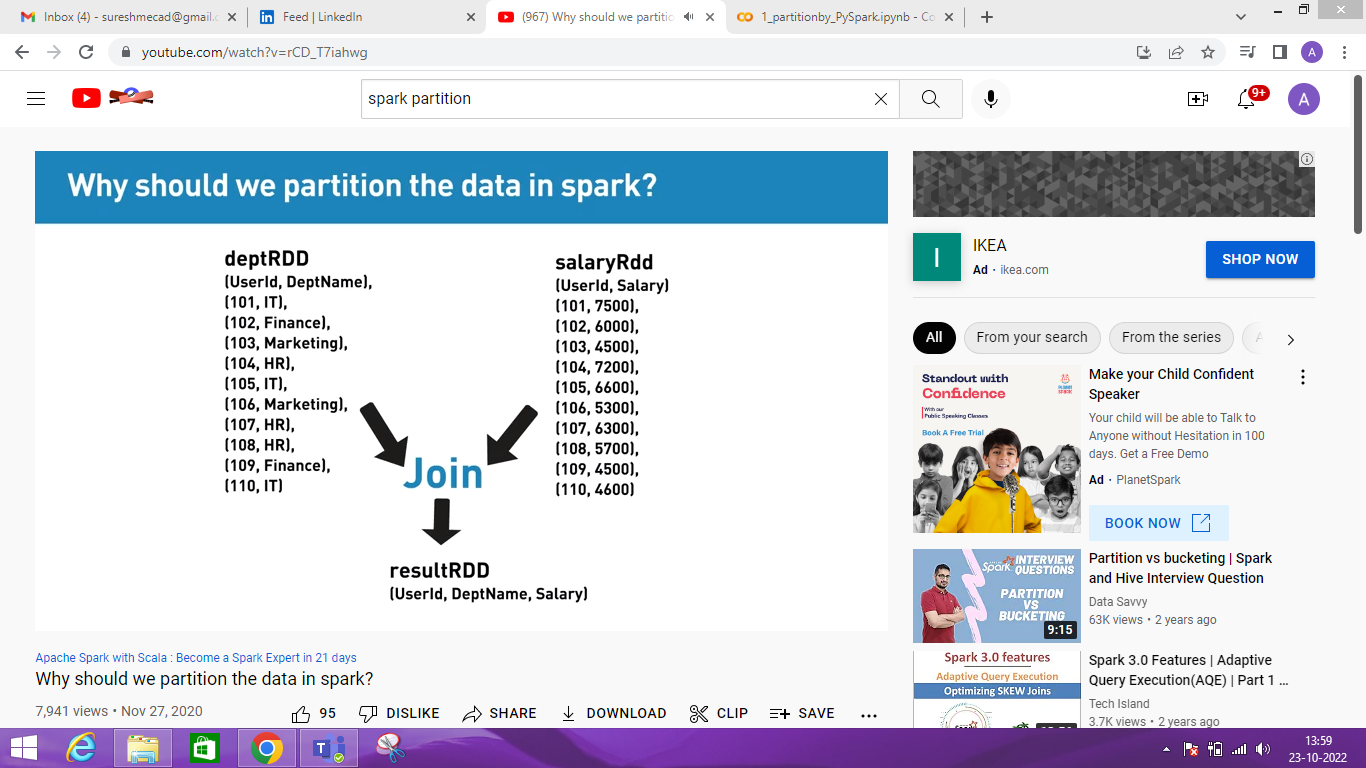 Inbox (4) - sureshmecad@gmail.c
Feed | LinkedIn
(967) Why should we partitio
1_partitionby_PySpark.ipynb - Co
youtube.com/watch?v=rCD_T7iahwg
A
spark partition
9+
A
Why should we partition the data in spark?
deptRDD
(UserId, DeptName),
(101, IT),
(102, Finance),
(103, Marketing),
(104, HR),
(105, IT),
(106, Marketing),
(107, HR),
(108, HR),
(109, Finance),
(110, IT)
salaryRdd
(UserId, Salary)
(101, 7500),
(102, 6000),
(103, 4500),
(104, 7200),
(105, 6600),
(106, 5300),
(107, 6300),
(108, 5700),
(109, 4500),
(110, 4600)
Join
resultRDD
(UserId, DeptName, Salary)
Apache Spark with Scala : Become a Spark Expert in 21 days
Why should we partition the data in spark?
7,941 views • Nov 27, 2020
95
DISLIKE
SHARE
DOWNLOAD
CLIP
SAVE
I
IKEA
Ad · ikea.com
SHOP NOW
All
From your search
From the series
Standout with
Confidence
With our
Public Speaking Classes
Book A Free Trial
Make your Child Confident
Speaker
Your child will be able to Talk to
Anyone without Hesitation in 100
days. Get a Free Demo
Ad · PlanetSpark
BOOK NOW
Spark INTERVIEW
QUESTIONS
PARTITION
VS
BUCKETING
9:15
Partition vs bucketing | Spark
and Hive Interview Question
Data Savvy
63K views • 2 years ago
Spark 3.0 features
Adaptive Query Execution
Optimizing SKEW Joins
Spark 3.0 Features | Adaptive
Query Execution(AQE) | Part 1 ...
Tech Island
3.7K views • 2 years ago
13:59
23-10-2022